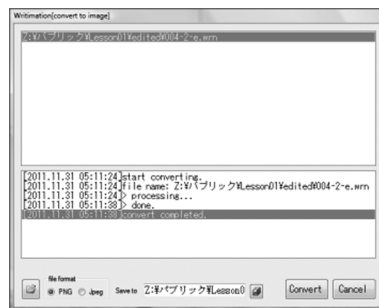 Writimation[convert to image]
Z:¥パブリック¥Lesson01¥edited¥004-2-e.wrn
[2011.11.31 05:11:24]start converting.
[2011.11.31 05:11:24]file name: Z:¥パブリック¥Lesson01¥edited¥004-2-e.wrn
[2011.11.31 05:11:24]> processing...
[2011.11.31 05:11:38]> done.
[2011.11.31 05:11:38]convert completed.
file format
PNG Jpeg Save to Z:¥パブリック¥Lesson0 Convert Cancel